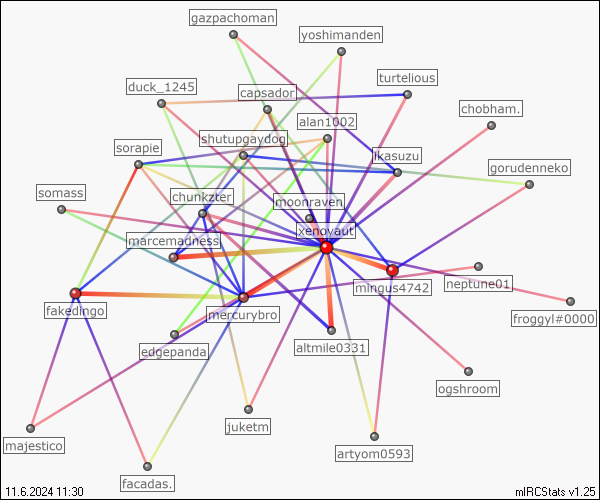 gazpachoman
yoshimanden
turtelious
duck_1245
capsador
chobham.
alan1002
shutupgaydog
sorapie
ikasuzu
gorudenneko
somass
chunkzter
moonraven
xenovaut
marcemadness
mingus4742
neptune01
fakedingo
mercurybro
froggyl#0000
edgepanda
altmile0331
ogshroom
juketm
majestico
artyom0593
facadas.
11.6.2024 11:30
mIRCStats v1.25